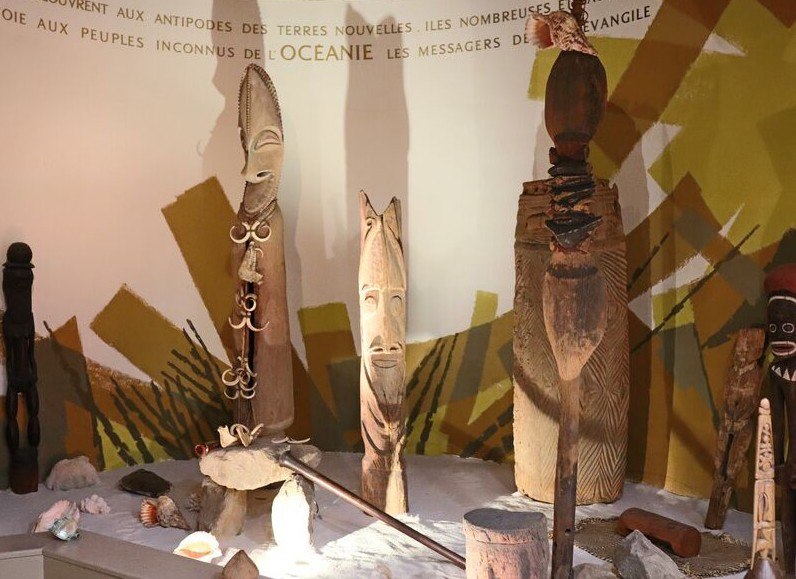 OUVRENT AUX ANTIPODES DES TERRES NOUVELLES . ILES NOMBREUSES
OIE AUX PEUPLES INCONNUS DE L'OCÉANIE LES MESSAGERS DE ÉVANGILE